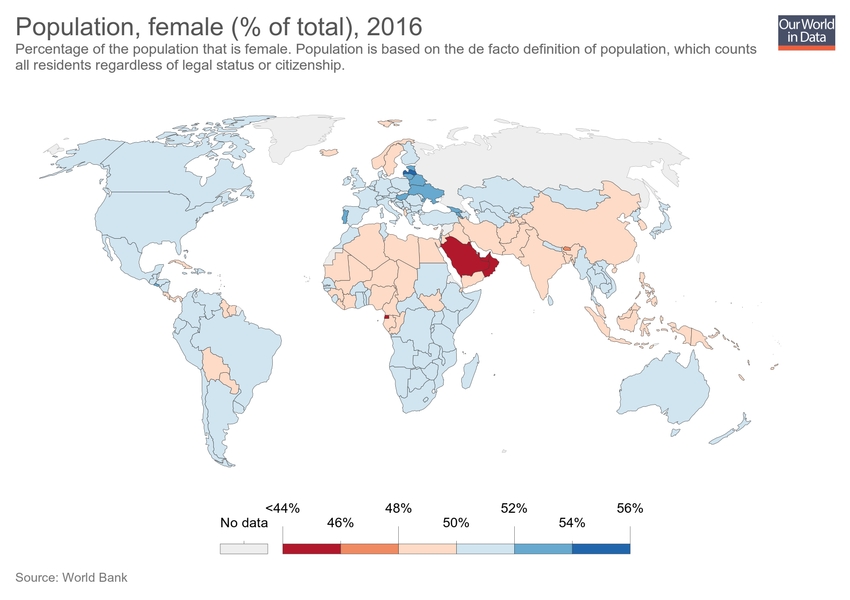 Population, female (% of total), 2016
Our World
in Data
Percentage of the population that is female. Population is based on the de facto definition of population, which counts
all residents regardless of legal status or citizenship.
<44% 48% 52% 56%
No data 46% 50% 54%
Source: World Bank